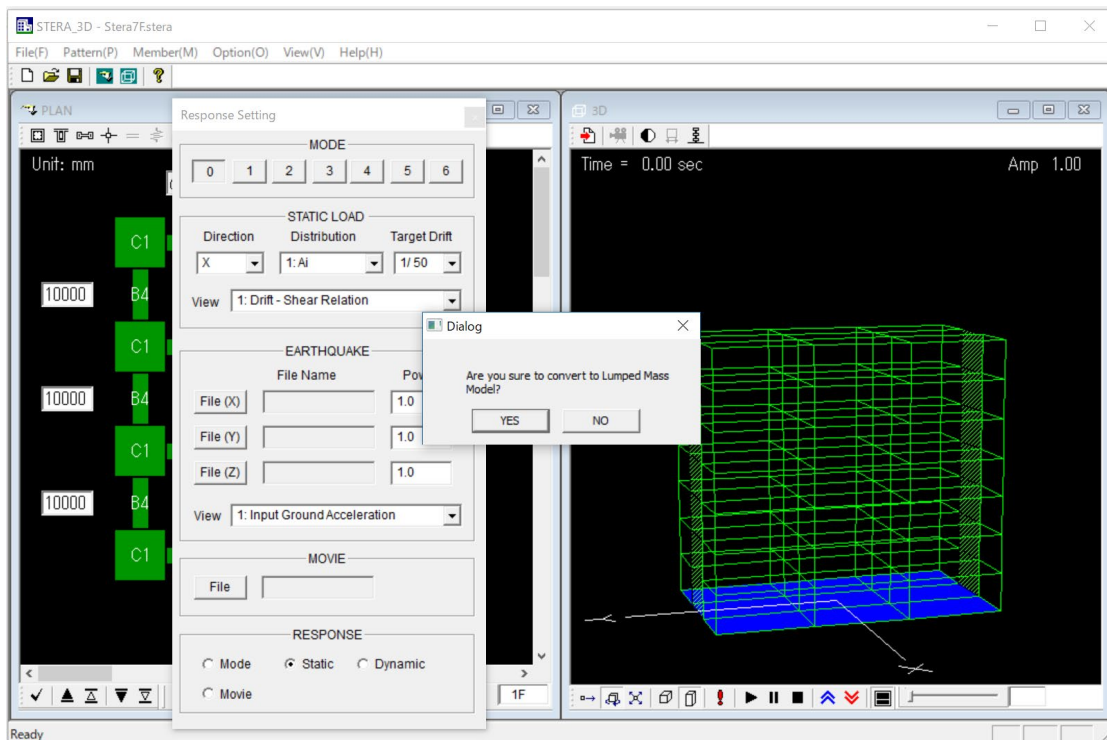 STERA_3D - Stera7F.stera
File(F) Pattern(P) Member(M) Option(O) View(V) Help(H)
PLAN
Unit: mm
C1
10000
B4
C1
10000
B4
C1
10000
B4
C1
1F
Response Setting
MODE
0 1 2 3 4 5 6
STATIC LOAD
Direction Distribution Target Drift
X 1: Ai 1/ 50
View 1: Drift - Shear Relation
EARTHQUAKE
File Name
File (X) 1.0
File (Y) 1.0
File (Z) 1.0
View 1: Input Ground Acceleration
MOVIE
File
RESPONSE
Mode Static Dynamic
Movie
Dialog
Are you sure to convert to Lumped Mass
Model?
YES NO
3D
Time = 0.00 sec Amp 1.00
Ready